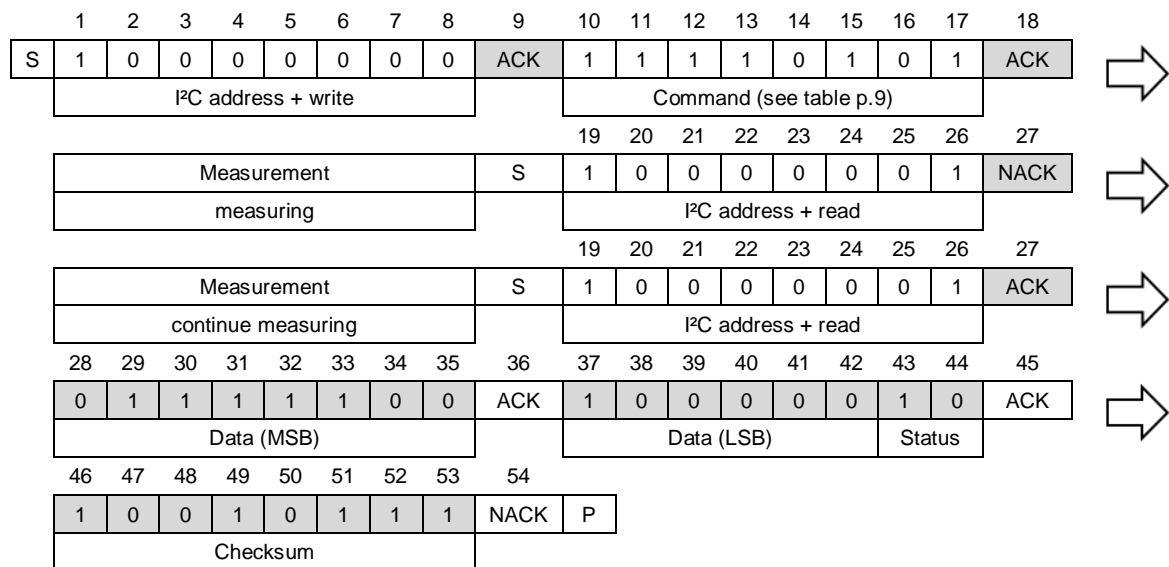 1 2 3 4 5 6 7 8 9 10 11 12 13 14 15 16 17 18
S 1 0 0 0 0 0 0 0 ACK 1 1 1 1 0 1 0 1 ACK
I²C address + write Command (see table p.9)
19 20 21 22 23 24 25 26 27
Measurement S 1 0 0 0 0 0 0 1 NACK
measuring I²C address + read
19 20 21 22 23 24 25 26 27
Measurement S 1 0 0 0 0 0 0 1 ACK
continue measuring I²C address + read
28 29 30 31 32 33 34 35 36 37 38 39 40 41 42 43 44 45
0 1 1 1 1 1 0 0 ACK 1 0 0 0 0 0 1 0 ACK
Data (MSB) Data (LSB) Status
46 47 48 49 50 51 52 53 54
1 0 0 1 0 1 1 1 NACK P
Checksum